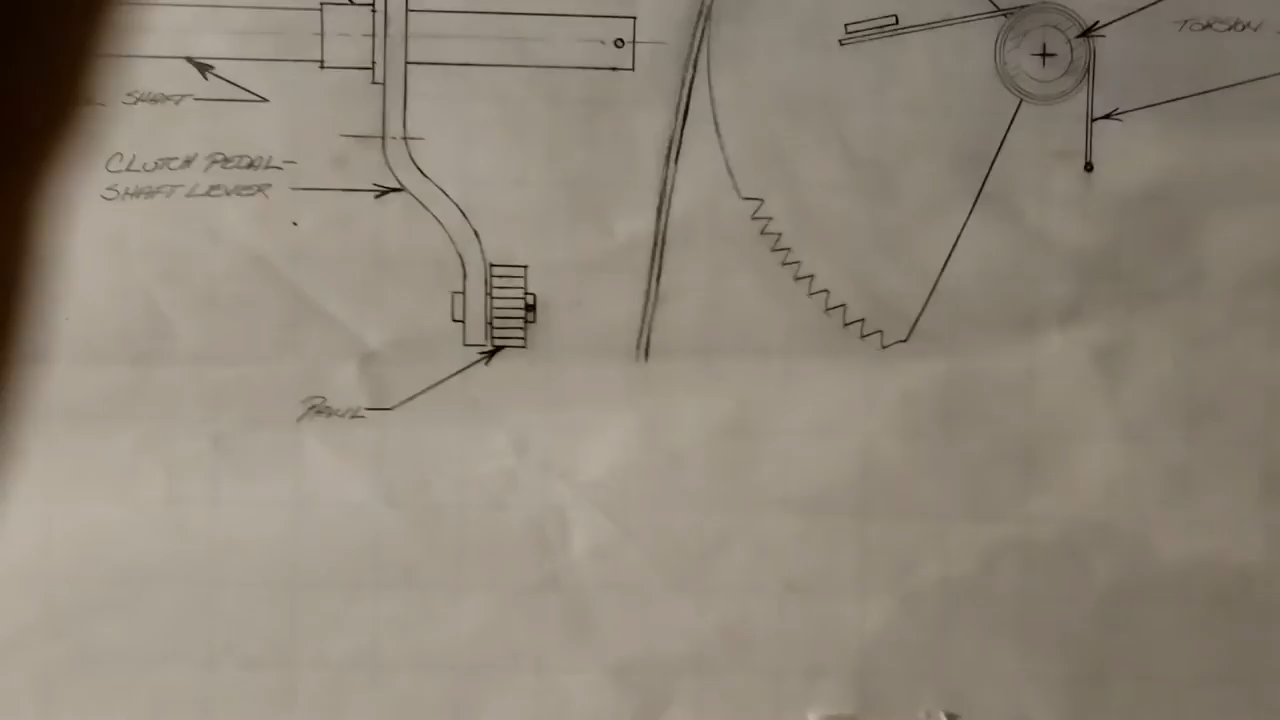 SHAFT
CLUTCH PEDAL-
SHAFT LEVER
PAWL
TORSION